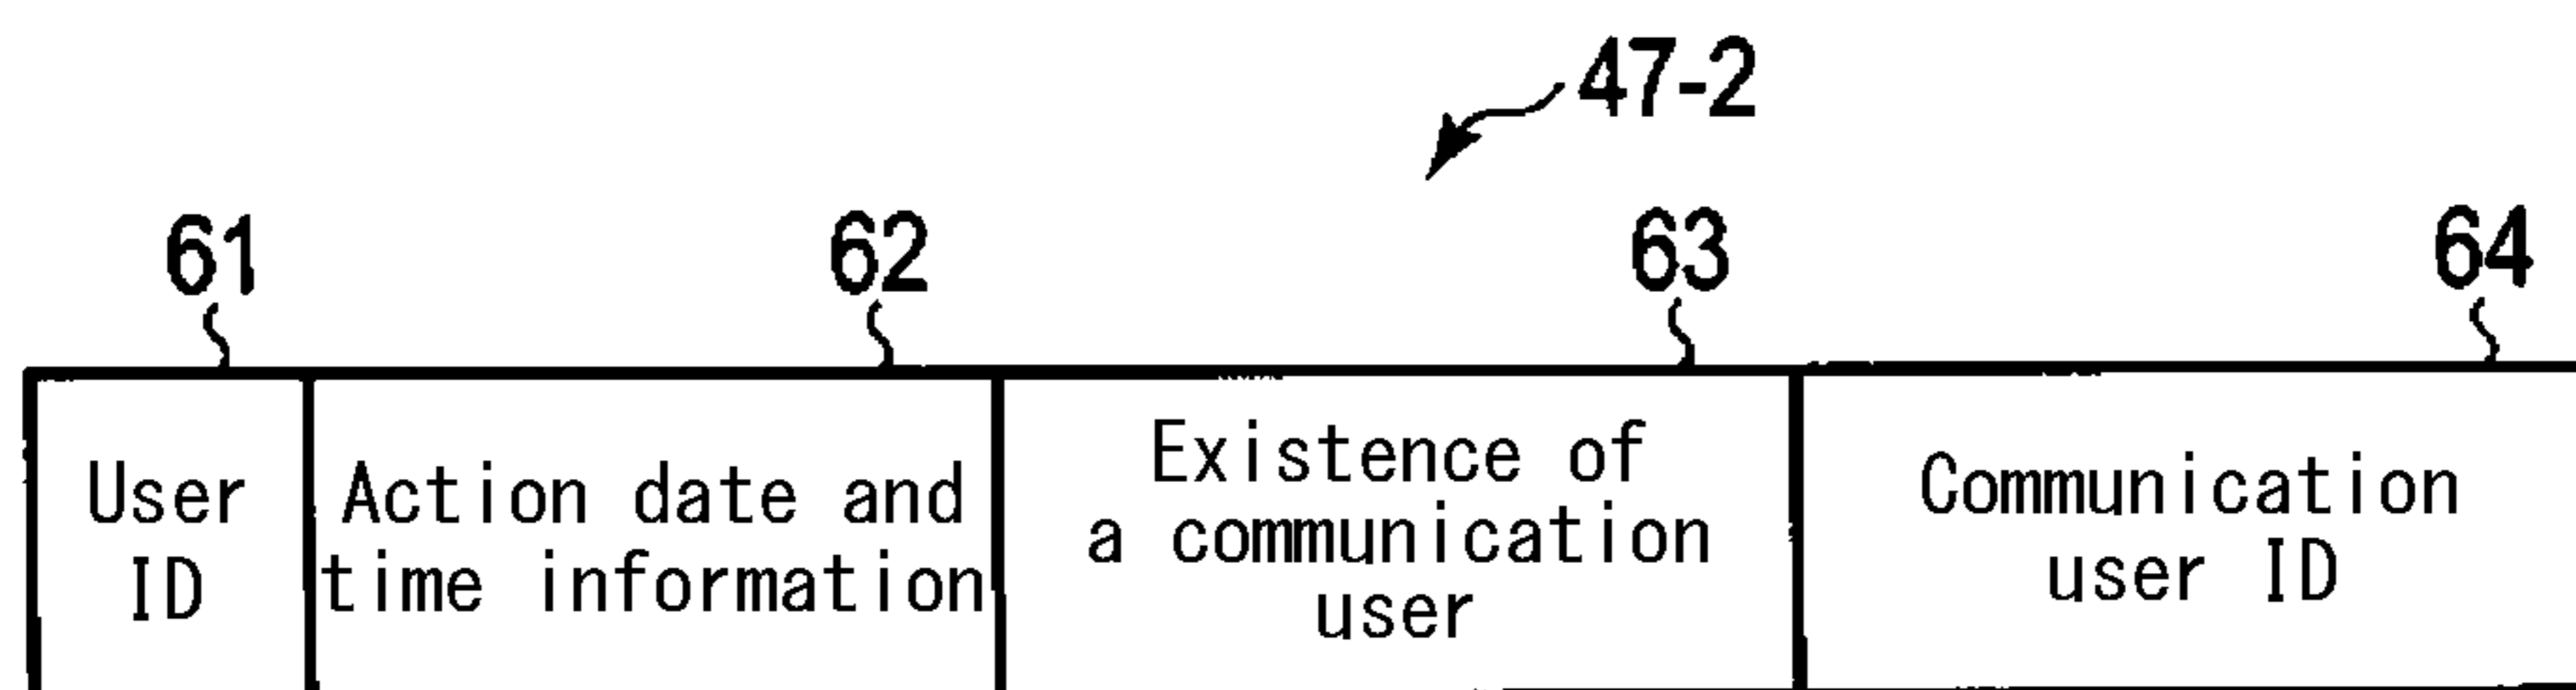 47-2
61 62 63 64
User
ID
Action date and
time information
Existence of
a communication
user
Communication
user ID